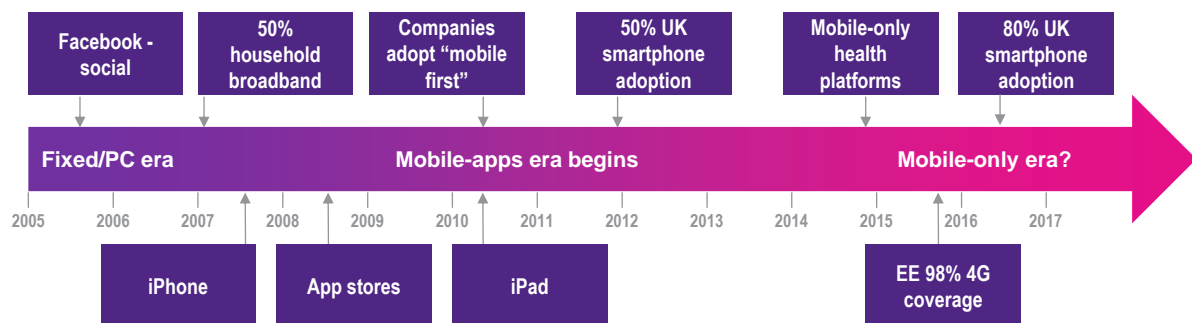 Facebook -
social
50%
household
broadband
Companies
adopt “mobile
first”
50% UK
smartphone
adoption
Mobile-only
health
platforms
80% UK
smartphone
adoption
Fixed/PC era
Mobile-apps era begins
Mobile-only era?
2005
2006
2007
2008
2009
2010
2011
2012
2013
2014
2015
2016
2017
iPhone
App stores
iPad
EE 98% 4G
coverage